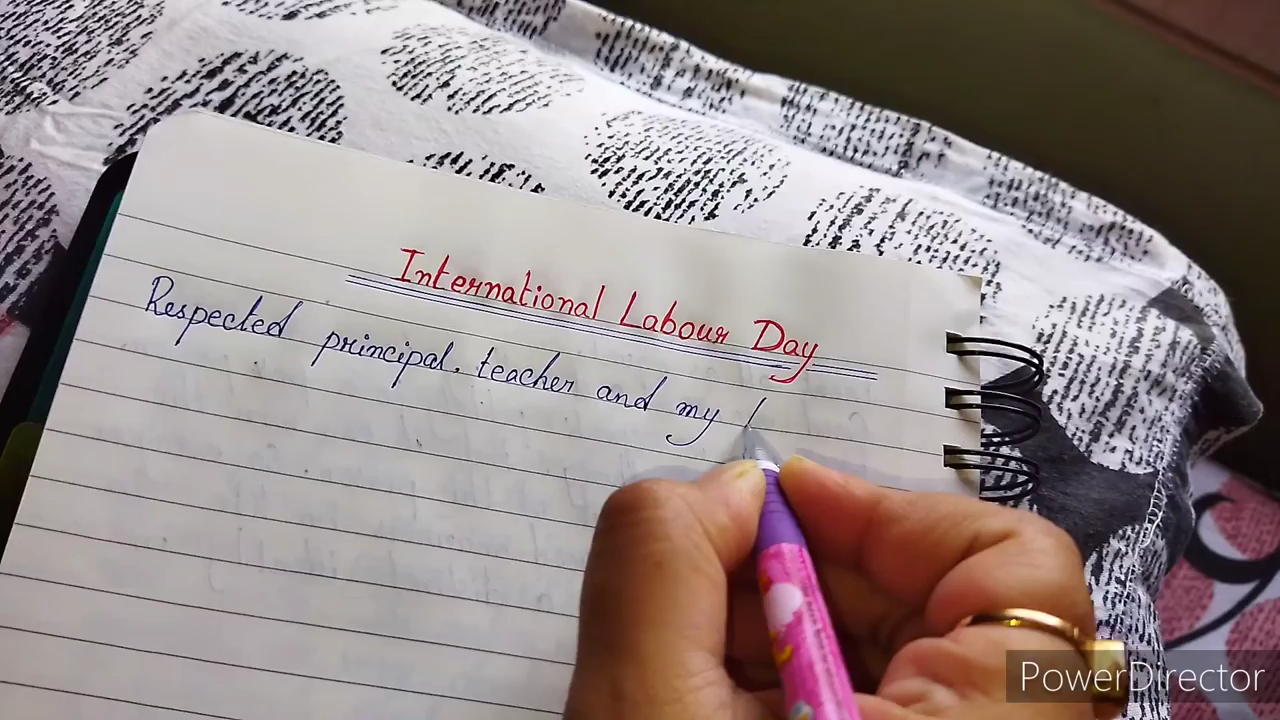 International Labour Day
Respected principal, teacher and my
PowerDirector